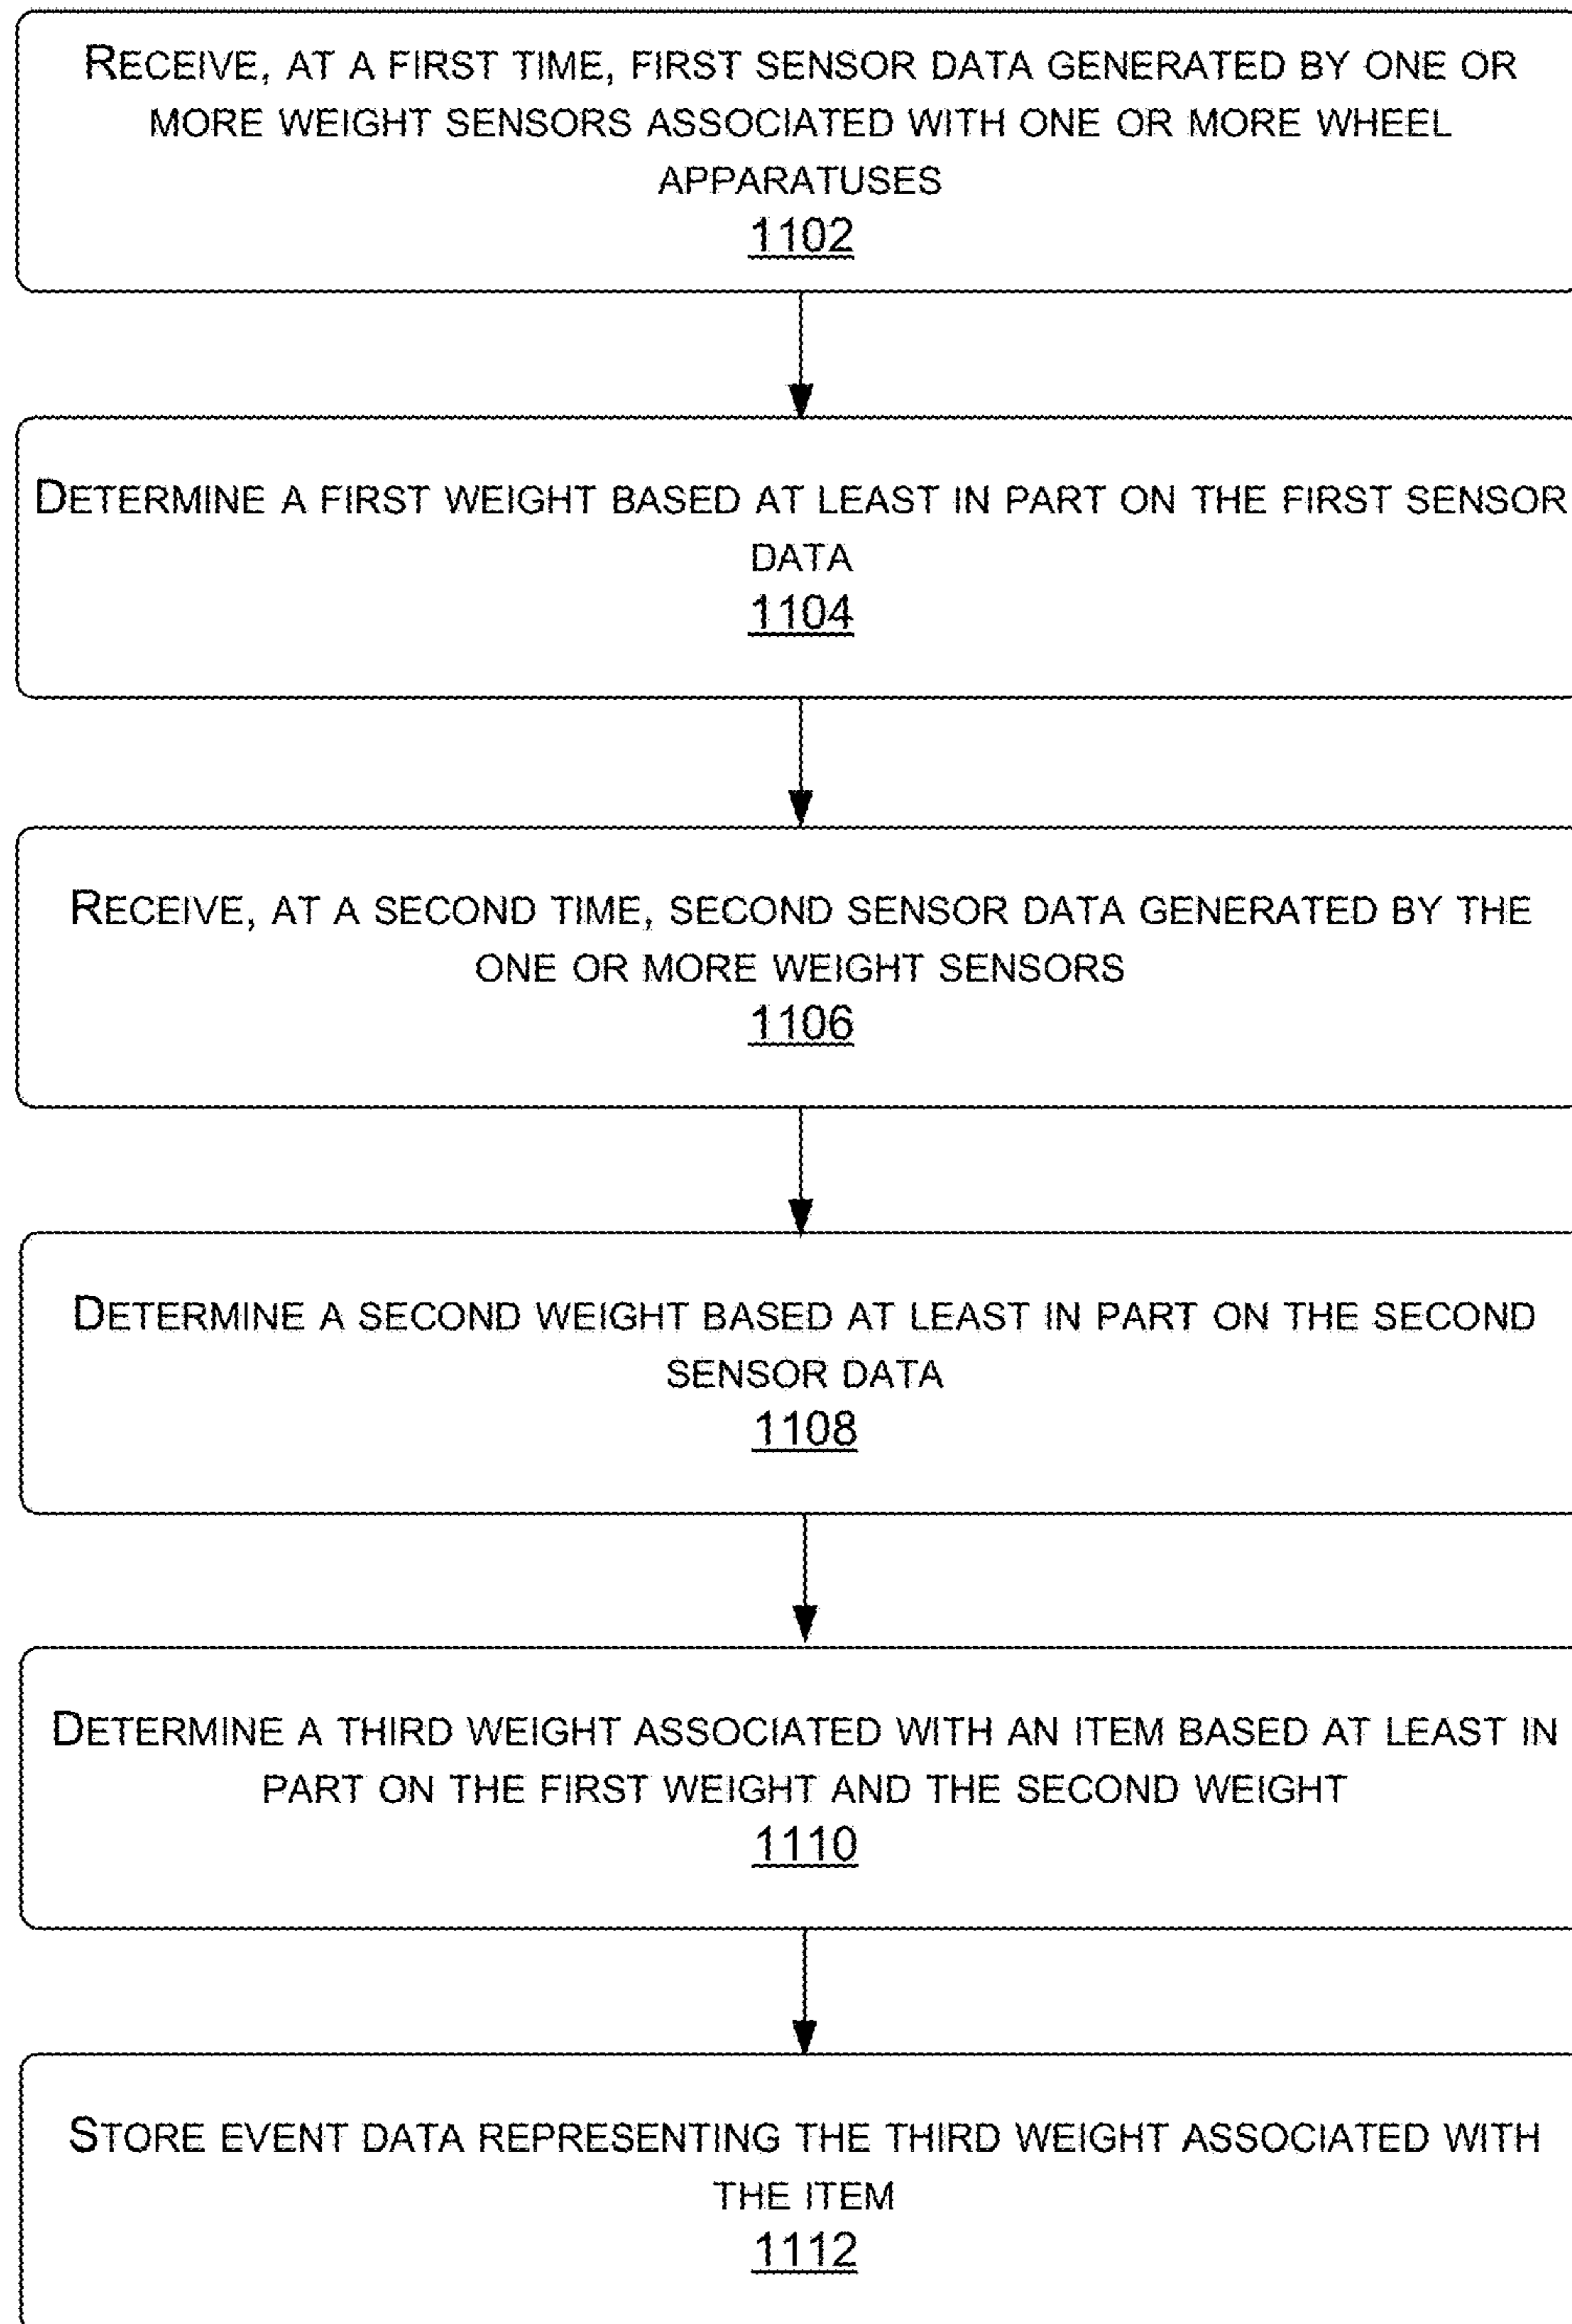 RECEIVE, AT A FIRST TIME, FIRST SENSOR DATA GENERATED BY ONE OR
MORE WEIGHT SENSORS ASSOCIATED WITH ONE OR MORE WHEEL
APPARATUSES
1102
DETERMINE A FIRST WEIGHT BASED AT LEAST IN PART ON THE FIRST SENSOR
DATA
1104
RECEIVE, AT A SECOND TIME, SECOND SENSOR DATA GENERATED BY THE
ONE OR MORE WEIGHT SENSORS
1106
DETERMINE A SECOND WEIGHT BASED AT LEAST IN PART ON THE SECOND
SENSOR DATA
1108
DETERMINE A THIRD WEIGHT ASSOCIATED WITH AN ITEM BASED AT LEAST IN
PART ON THE FIRST WEIGHT AND THE SECOND WEIGHT
1110
STORE EVENT DATA REPRESENTING THE THIRD WEIGHT ASSOCIATED WITH
THE ITEM
1112